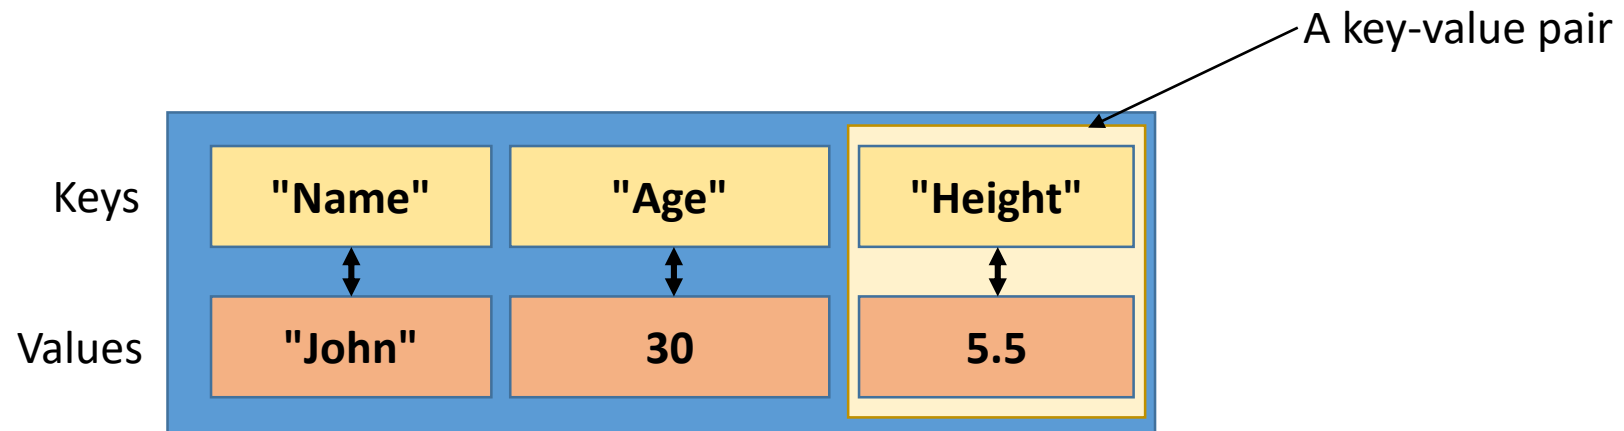 A key-value pair
Keys "Name" "Age" "Height"
Values "John" 30 5.5